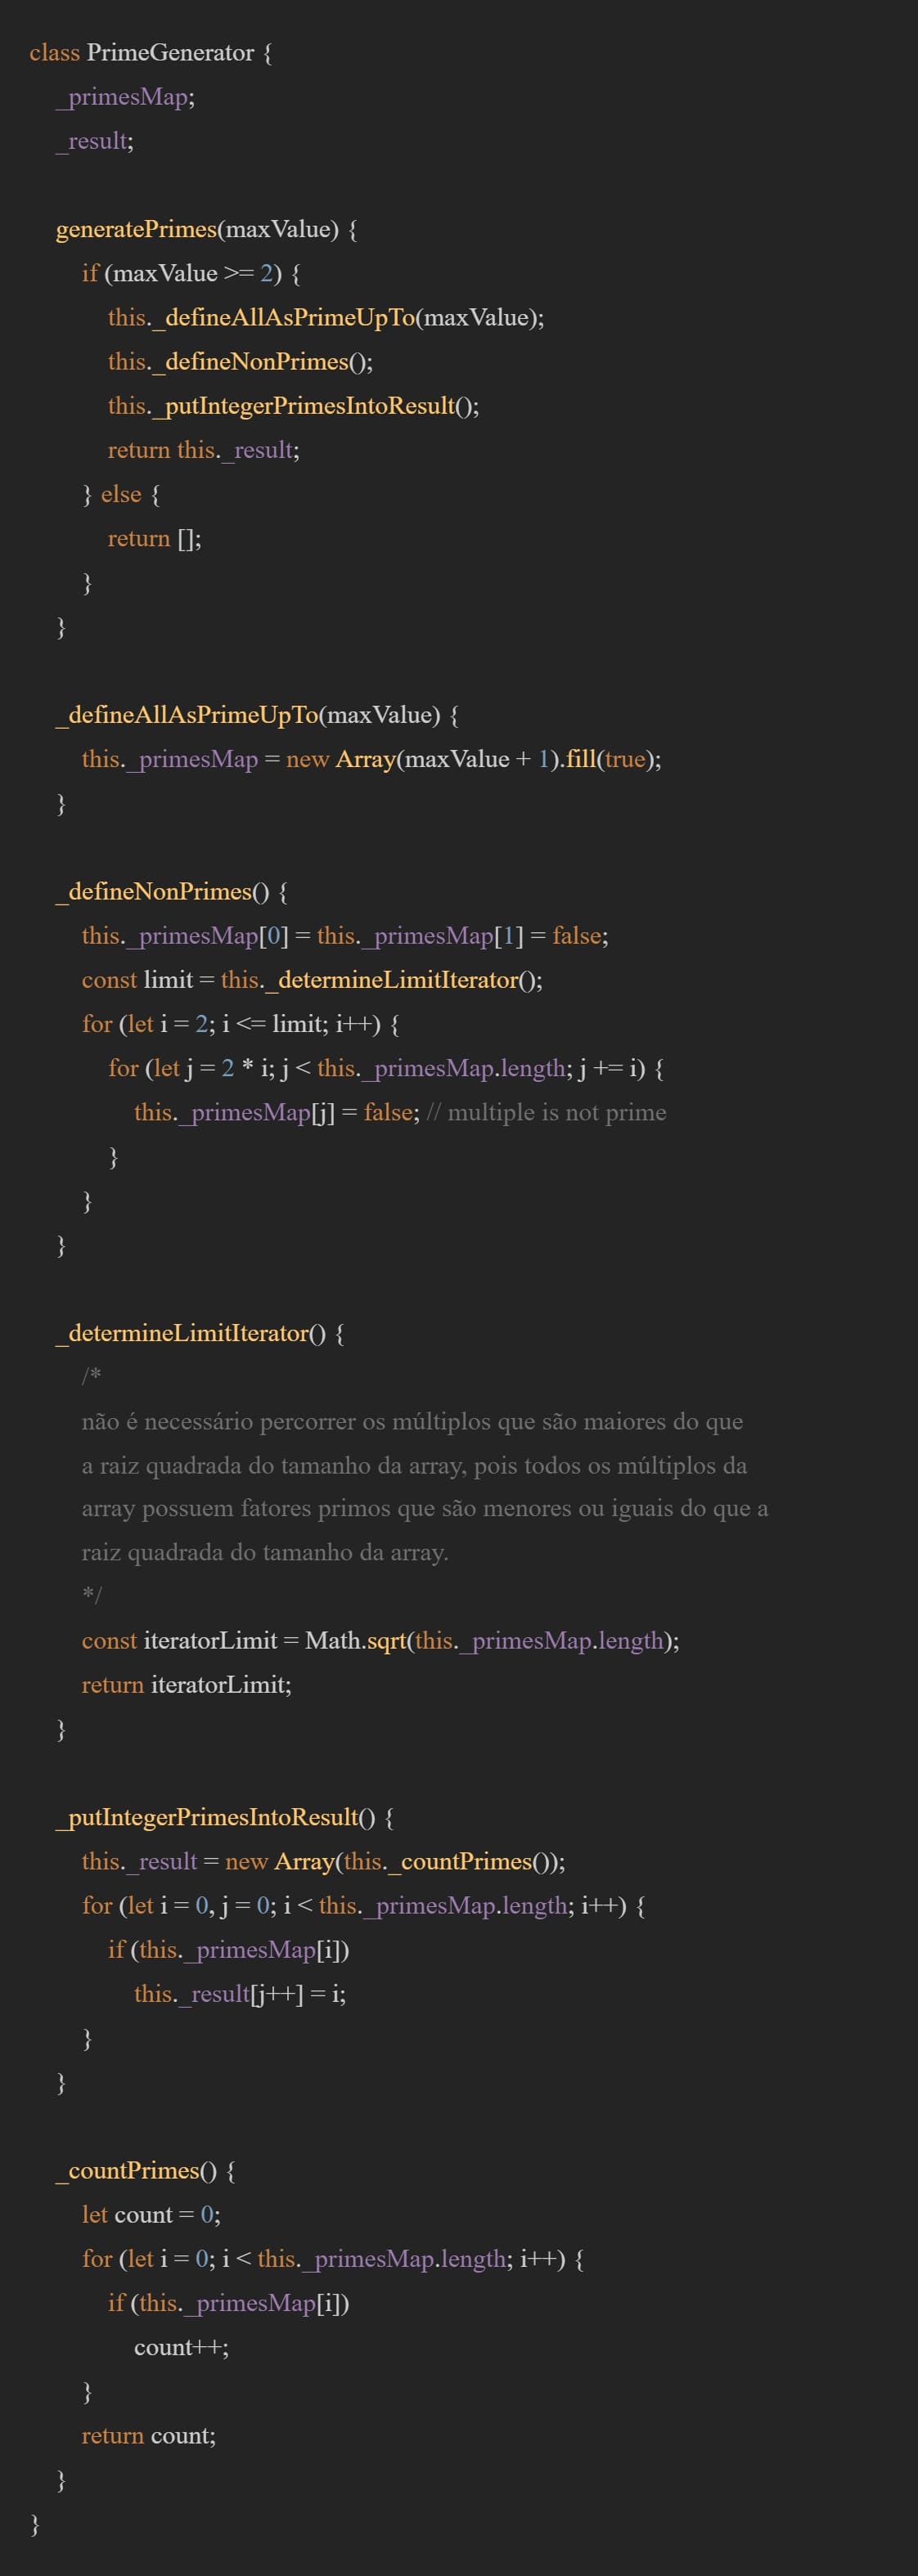 class PrimeGenerator {
_primesMap;
_result;
generatePrimes(maxValue) {
if (maxValue >= 2) {
this._defineAllAsPrimeUpTo(maxValue);
this._defineNonPrimes();
this._putIntegerPrimesIntoResult();
return this._result;
} else {
return [];
}
}
_defineAllAsPrimeUpTo(maxValue) {
this._primesMap = new Array(maxValue + 1).fill(true);
}
_defineNonPrimes() {
this._primesMap[0] = this._primesMap[1] = false;
const limit = this._determineLimitIterator();
for (let i = 2; i <= limit; i++) {
for (let j = 2 * i; j < this._primesMap.length; j += i) {
this._primesMap[j] = false; // multiple is not prime
}
}
}
_determineLimitIterator() {
/*
não é necessário percorrer os múltiplos que são maiores do que
a raiz quadrada do tamanho da array, pois todos os múltiplos da
array possuem fatores primos que são menores ou iguais do que a
raiz quadrada do tamanho da array.
*/
const iteratorLimit = Math.sqrt(this._primesMap.length);
return iteratorLimit;
}
_putIntegerPrimesIntoResult() {
this._result = new Array(this._countPrimes());
for (let i = 0, j = 0; i < this._primesMap.length; i++) {
if (this._primesMap[i])
this._result[j++] = i;
}
}
_countPrimes() {
let count = 0;
for (let i = 0; i < this._primesMap.length; i++) {
if (this._primesMap[i])
count++;
}
return count;
}
}